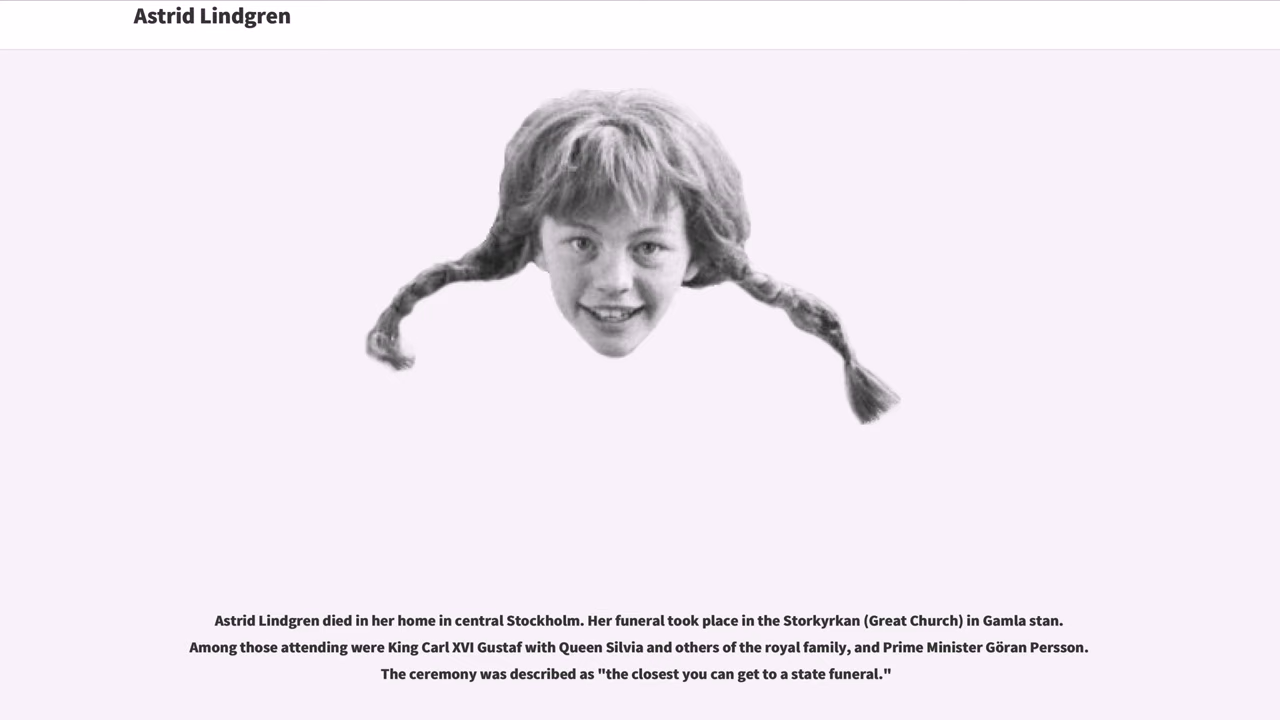 Astrid Lindgren
Astrid Lindgren died in her home in central Stockholm. Her funeral took place in the Storkyrkan (Great Church) in Gamla stan.
Among those attending were King Carl XVI Gustaf with Queen Silvia and others of the royal family, and Prime Minister Göran Persson.
The ceremony was described as "the closest you can get to a state funeral."